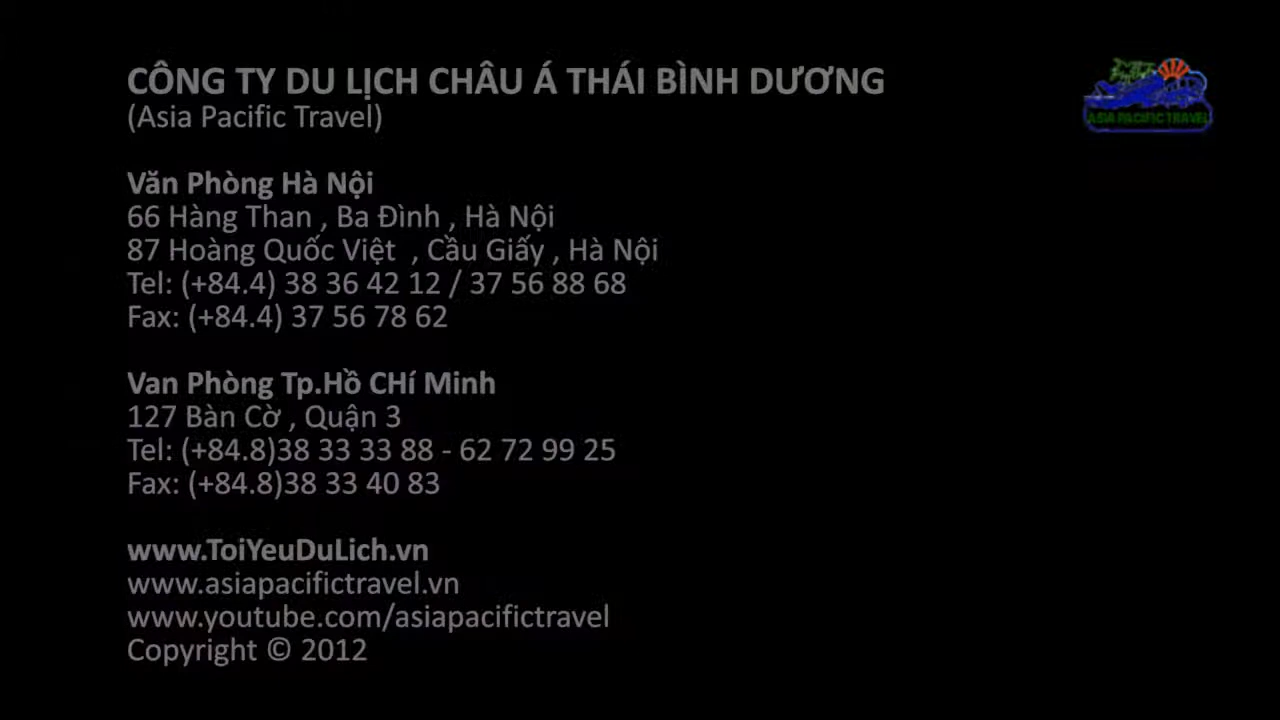 CÔNG TY DU LỊCH CHÂU Á THÁI BÌNH DƯƠNG
(Asia Pacific Travel)
ASIA PACIFIC TRAVEL
Văn Phòng Hà Nội
66 Hàng Than , Ba Đình , Hà Nội
87 Hoàng Quốc Việt  , Cầu Giấy , Hà Nội
Tel: (+84.4) 38 36 42 12 / 37 56 88 68
Fax: (+84.4) 37 56 78 62
Van Phòng Tp.Hồ CHí Minh
127 Bàn Cờ , Quận 3
Tel: (+84.8)38 33 33 88 - 62 72 99 25
Fax: (+84.8)38 33 40 83
www.ToiYeuDuLich.vn
www.asiapacifictravel.vn
www.youtube.com/asiapacifictravel
Copyright © 2012